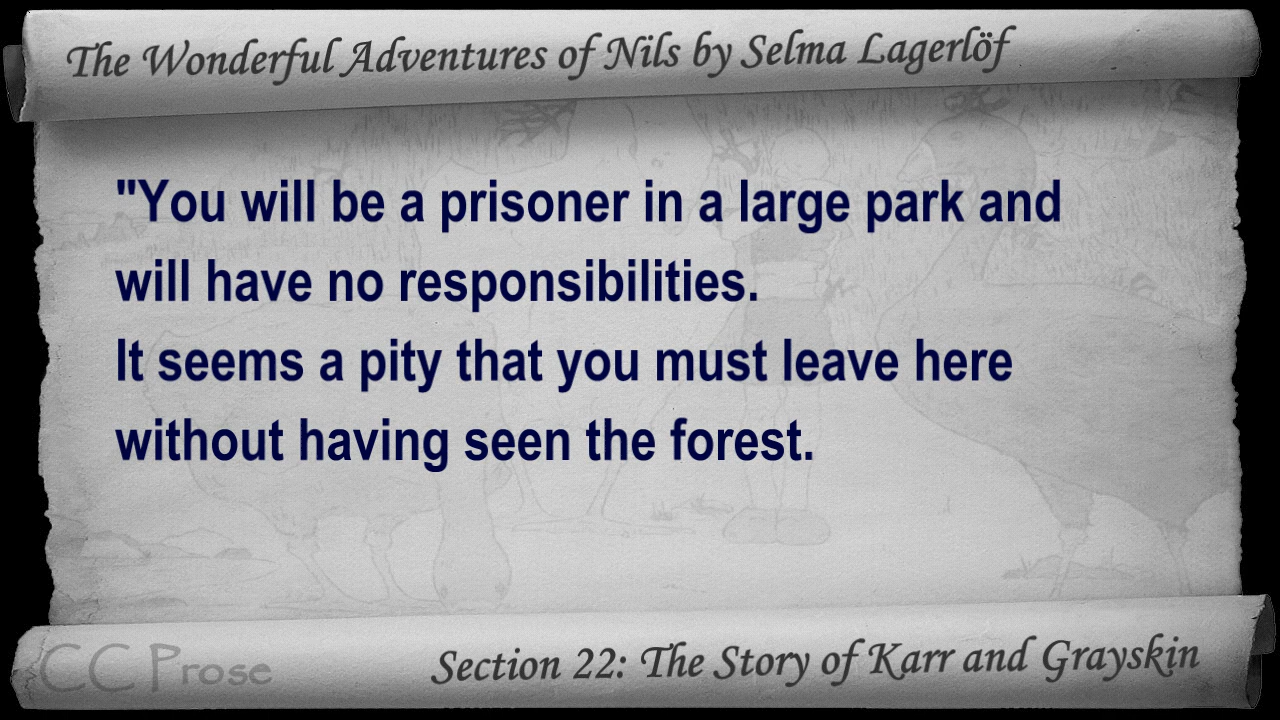 The Wonderful Adventures of Nils by Selma Lagerlöf
"You will be a prisoner in a large park and
will have no responsibilities.
It seems a pity that you must leave here
without having seen the forest.
CC Prose
Section 22: The Story of Karr and Grayskin